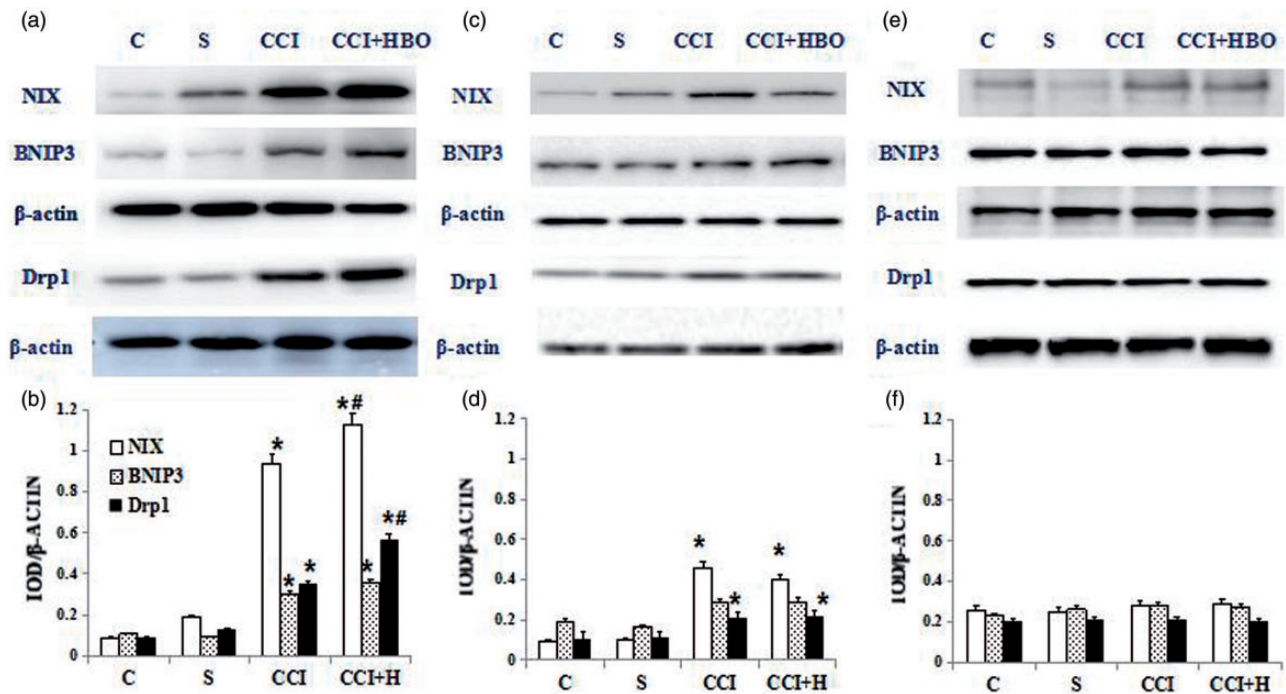 (a)
C S CCI CCI+HBO
NIX
BNIP3
β-actin
Drp1
β-actin
(c)
C S CCI CCI+HBO
NIX
BNIP3
β-actin
Drp1
β-actin
(e)
C S CCI CCI+HBO
NIX
BNIP3
β-actin
Drp1
β-actin
(b)
IOD/β-ACTIN
1.2
1
0.8
0.6
0.4
0.2
0
NIX
BNIP3
Drp1
*
*
*
*#
*
*#
C S CCI CCI+H
(d)
IOD/β-ACTIN
1.2
1
0.8
0.6
0.4
0.2
0
*
*
*
*
C S CCI CCI+H
(f)
IOD/β-ACTIN
1.2
1
0.8
0.6
0.4
0.2
0
C S CCI CCI+H